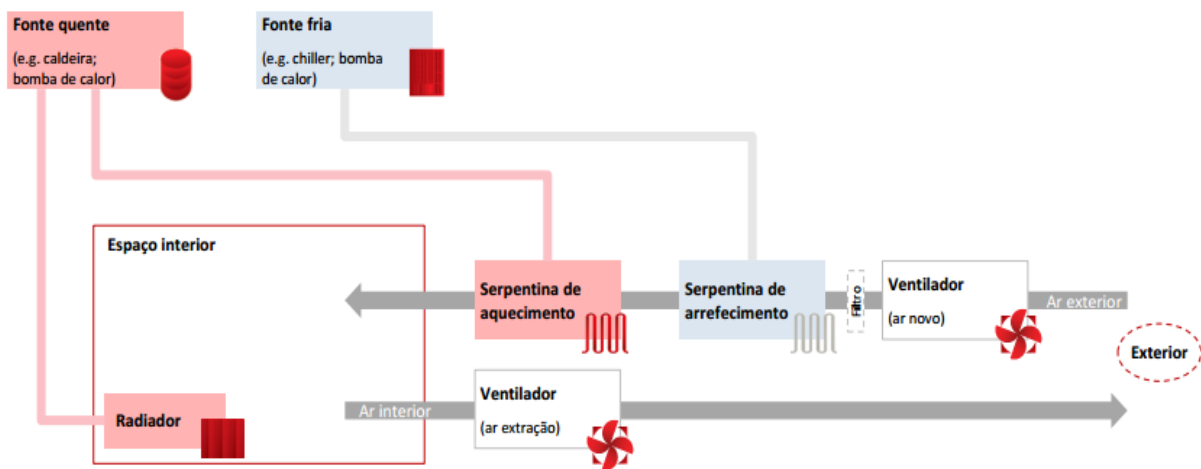 Fonte quente
(e.g. caldeira;
bomba de calor)
Fonte fria
(e.g. chiller; bomba
de calor)
Espaço interior
Serpentina de
aquecimento
Serpentina de
arrefecimento
Filtro
Ventilador
(ar novo)
Ar exterior
Exterior
Radiador
Ar interior
Ventilador
(ar extração)